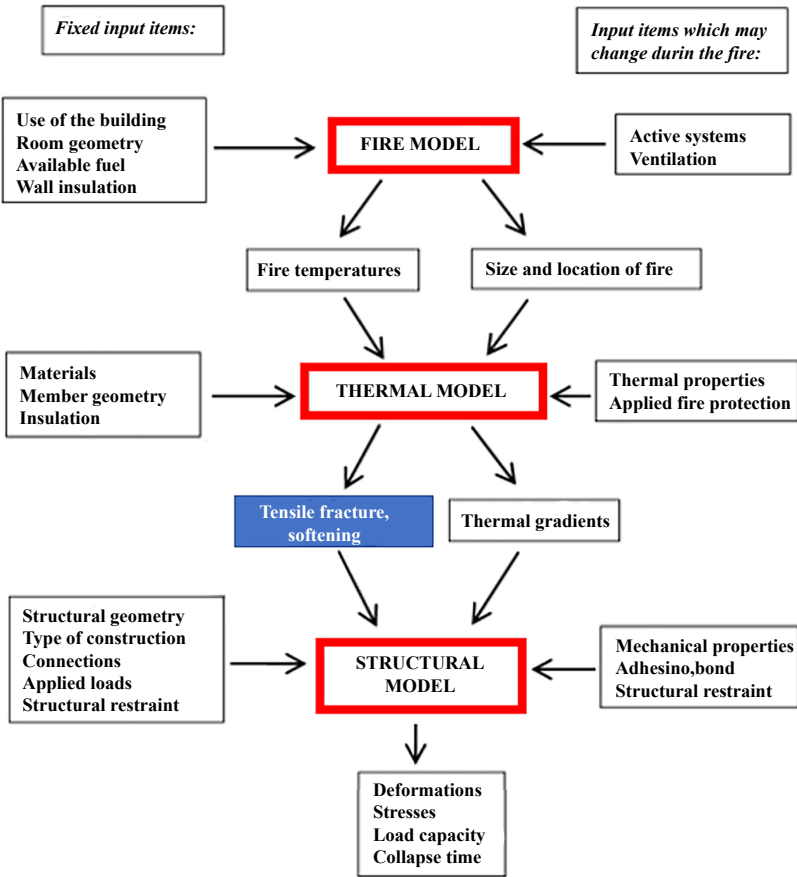 Fixed input items:
Input items which may
change durin the fire:
Use of the building
Room geometry
Available fuel
Wall insulation
FIRE MODEL
Active systems
Ventilation
Fire temperatures
Size and location of fire
Materials
Member geometry
Insulation
THERMAL MODEL
Thermal properties
Applied fire protection
Tensile fracture,
softening
Thermal gradients
Structural geometry
Type of construction
Connections
Applied loads
Structural restraint
STRUCTURAL
MODEL
Mechanical properties
Adhesino,bond
Structural restraint
Deformations
Stresses
Load capacity
Collapse time